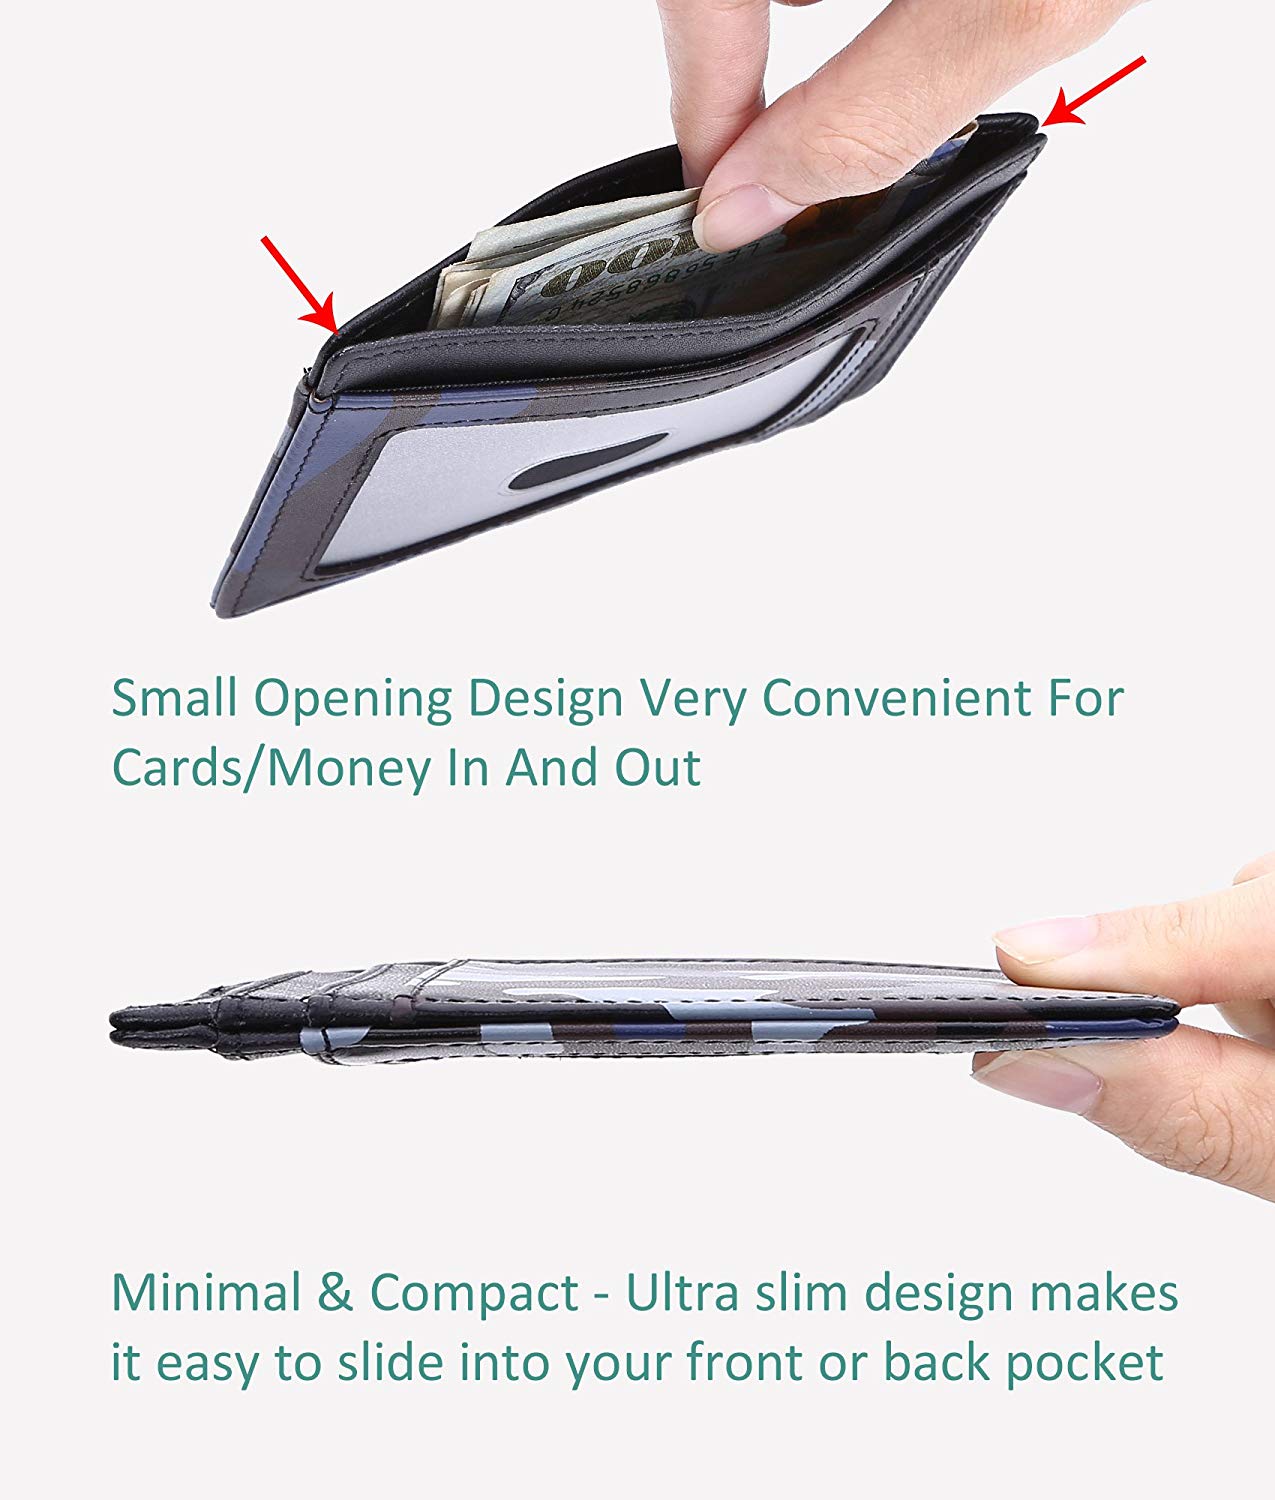 Small Opening Design Very Convenient For
Cards/Money In And Out
Minimal & Compact - Ultra slim design makes
it easy to slide into your front or back pocket